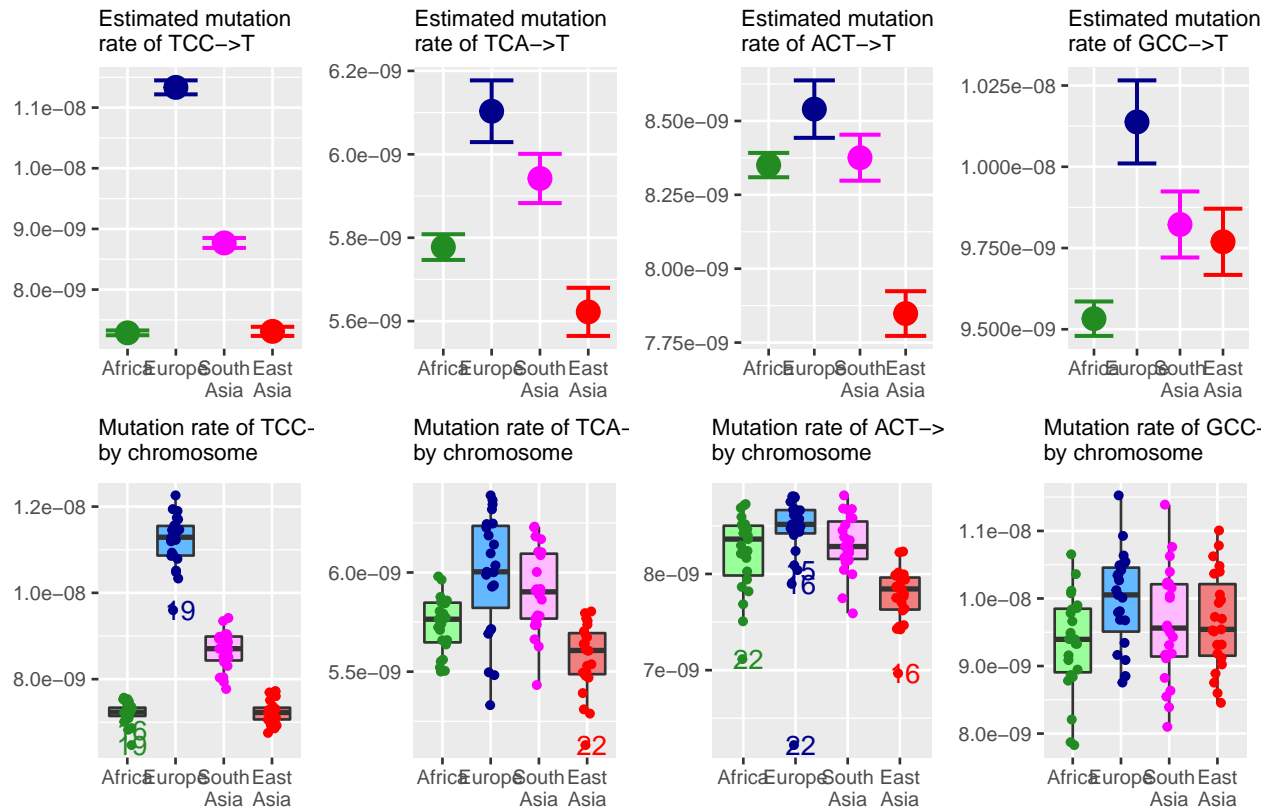 Estimated mutation
rate of TCC−>T
Estimated mutation
rate of TCA−>T
Estimated mutation
rate of ACT−>T
Estimated mutation
rate of GCC−>T
1.1e−08
1.0e−08
9.0e−09
8.0e−09
Africa Europe South Asia East Asia
6.2e−09
6.0e−09
5.8e−09
5.6e−09
Africa Europe South Asia East Asia
8.50e−09
8.25e−09
8.00e−09
7.75e−09
Africa Europe South Asia East Asia
1.025e−08
1.000e−08
9.750e−09
9.500e−09
Africa Europe South Asia East Asia
Mutation rate of TCC−
by chromosome
Mutation rate of TCA−
by chromosome
Mutation rate of ACT−>
by chromosome
Mutation rate of GCC−
by chromosome
1.2e−08
1.0e−08
8.0e−09
16
19
19
Africa Europe South Asia East Asia
6.0e−09
5.5e−09
22
Africa Europe South Asia East Asia
8e−09
7e−09
22
15
16
22
16
Africa Europe South Asia East Asia
1.1e−08
1.0e−08
9.0e−09
8.0e−09
Africa Europe South Asia East Asia